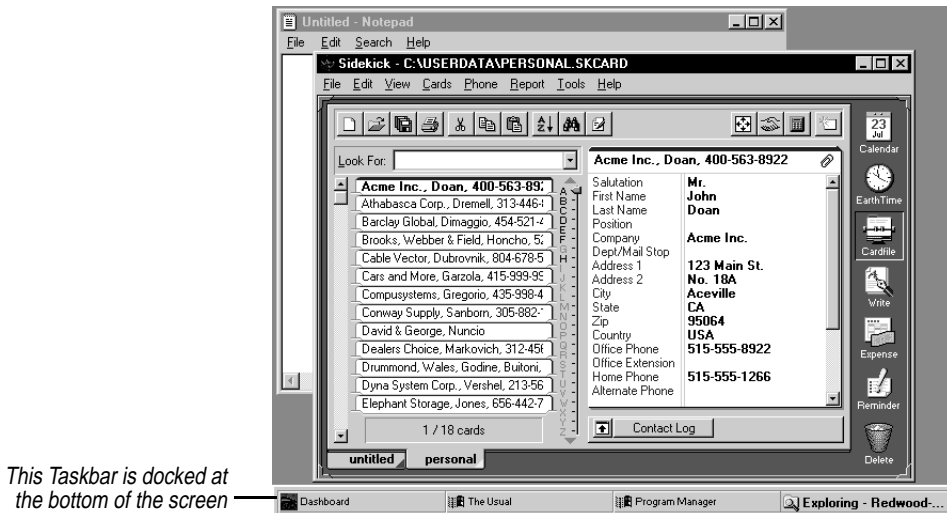 Untitled - Notepad
File Edit Search Help
Sidekick - C:\USERDATA\PERSONAL.SKCARD
File Edit View Cards Phone Report Tools Help
Look For:
Acme Inc., Doan, 400-563-89
Athabasca Corp., Dremell, 313-446-
Barclay Global, Dimaggio, 454-521-4
Brooks, Webber & Field, Honcho, 5
Cable Vector, Dubrovnik, 804-678-5
Cars and More, Garzola, 415-999-99
Compusystems, Gregorio, 435-998-4
Conway Supply, Sanborn, 305-882-
David & George, Nuncio
Dealers Choice, Markovich, 312-456
Drummond, Wales, Godine, Buitoni,
Dyna System Corp., Vershel, 213-56
Elephant Storage, Jones, 656-442-7
1 / 18 cards
A
B
C
D
E
F
G
H
I
J
K
L
M
N
O
P
Q
R
S
T
U
V
W
X
Y
Z
Acme Inc., Doan, 400-563-8922
Salutation Mr.
First Name John
Last Name Doan
Position
Company Acme Inc.
Dept/Mail Stop
Address 1 123 Main St.
Address 2 No. 18A
City Aceville
State CA
Zip 95064
Country USA
Office Phone 515-555-8922
Office Extension
Home Phone 515-555-1266
Alternate Phone
Contact Log
23
Jul
Calendar
EarthTime
Cardfile
Write
Expense
Reminder
Delete
untitled personal
This Taskbar is docked at
the bottom of the screen
Dashboard The Usual Program Manager Exploring - Redwood-...